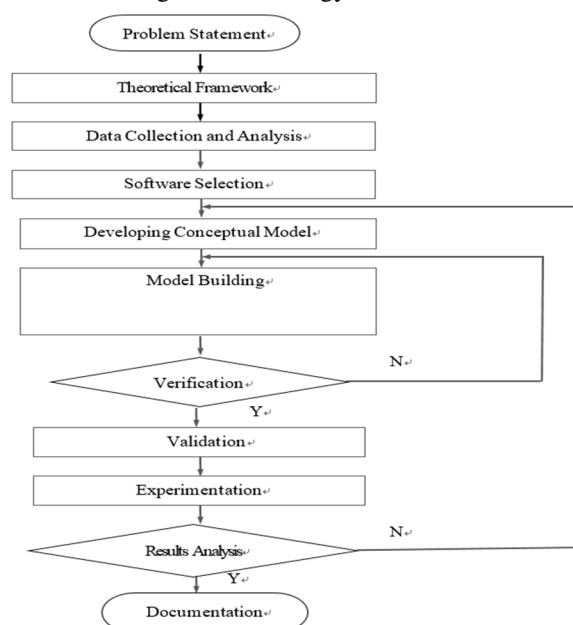 Problem Statement
Theoretical Framework
Data Collection and Analysis
Software Selection
Developing Conceptual Model
Model Building
N
Verification
Y
Validation
Experimentation
N
Results Analysis
Y
Documentation